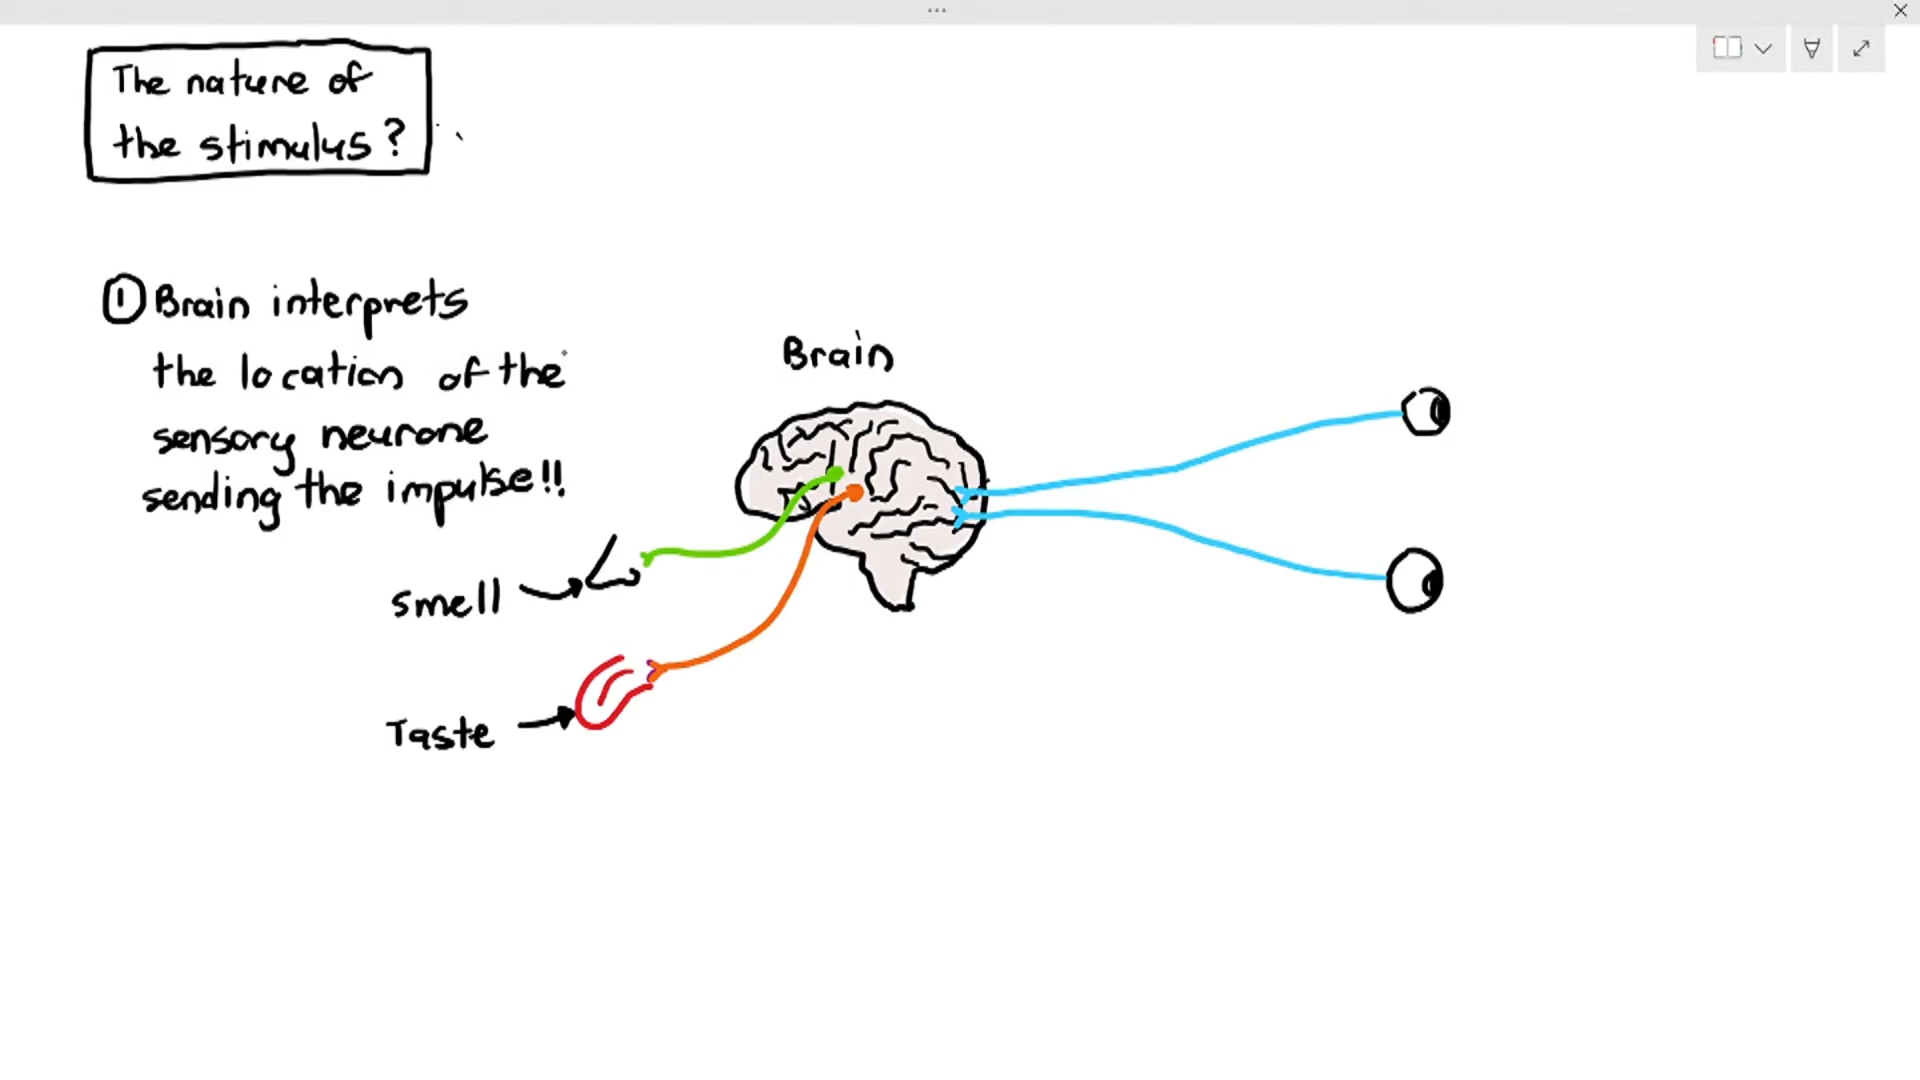 The nature of
the stimulus?
① Brain interprets
the location of the
sensory neurone
sending the impulse!!
Brain
smell
Taste